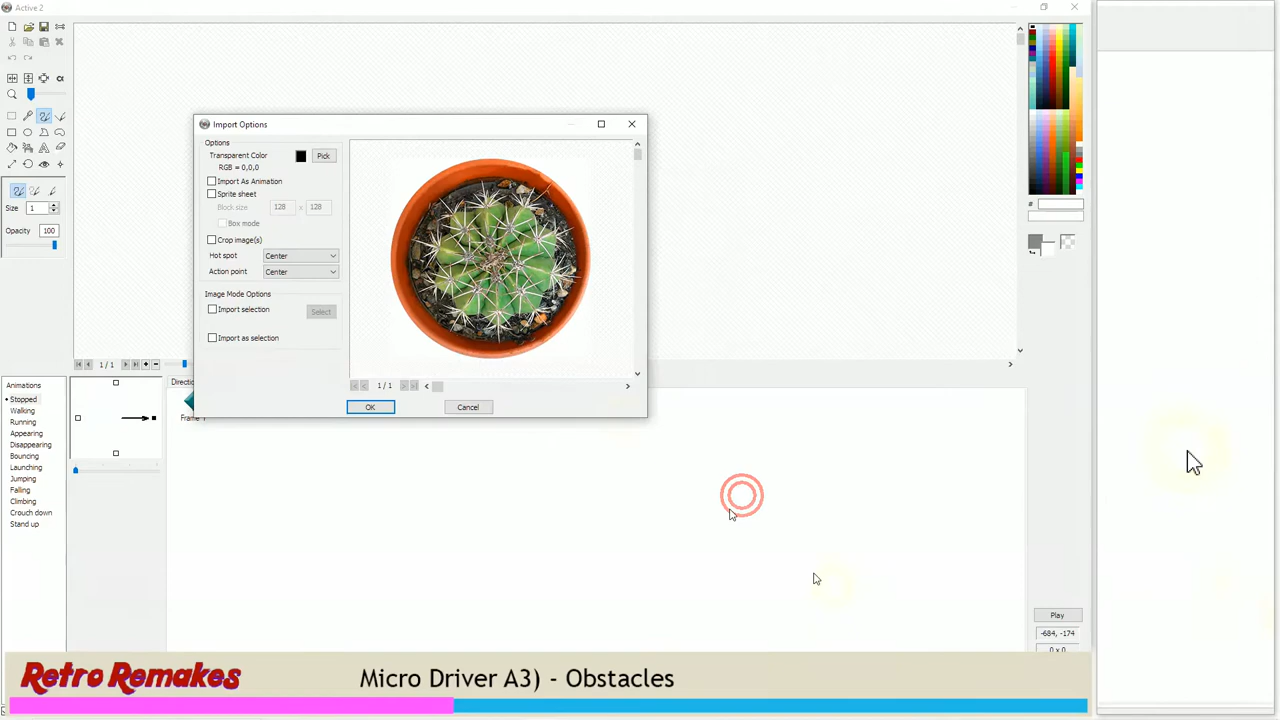 Active 2
Import Options
Options
Transparent Color
Pick
RGB = 0,0,0
Import As Animation
Sprite sheet
Block size 128 x 128
Box mode
Crop image(s)
Hot spot Center
Action point Center
Image Mode Options
Import selection Select
Import as selection
1 / 1
OK Cancel
Size 1
Opacity 100
#
1 / 1
Animations
Stopped
Walking
Running
Appearing
Disappearing
Bouncing
Launching
Jumping
Falling
Climbing
Crouch down
Stand up
Directio
Play
-684, -174
0 x 0
Retro Remakes
Micro Driver A3) - Obstacles